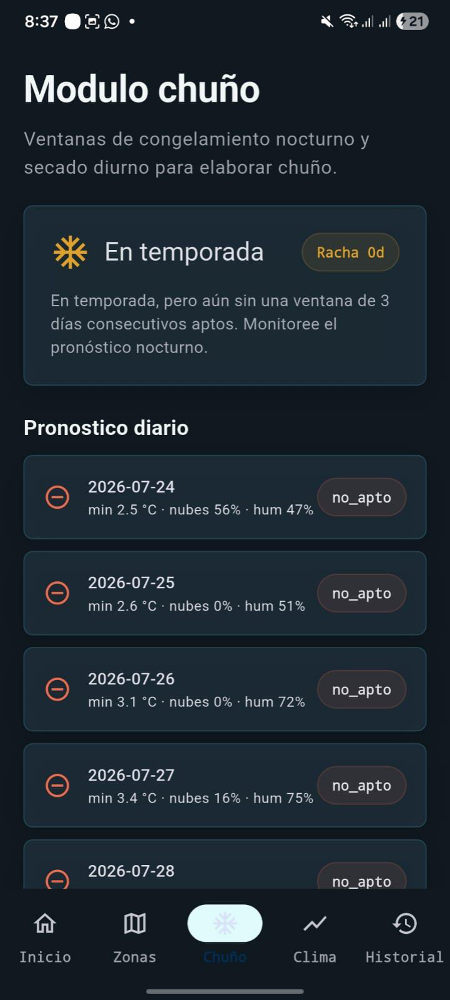 8:37
21
Modulo chuño
Ventanas de congelamiento nocturno y
secado diurno para elaborar chuño.
En temporada
Racha 0d
En temporada, pero aún sin una ventana de 3
días consecutivos aptos. Monitoree el
pronóstico nocturno.
Pronostico diario
2026-07-24
min 2.5 °C · nubes 56% · hum 47%
no_apto
2026-07-25
min 2.6 °C · nubes 0% · hum 51%
no_apto
2026-07-26
min 3.1 °C · nubes 0% · hum 72%
no_apto
2026-07-27
min 3.4 °C · nubes 16% · hum 75%
no_apto
2026-07-28
no_apto
Inicio
Zonas
Chuño
Clima
Historial